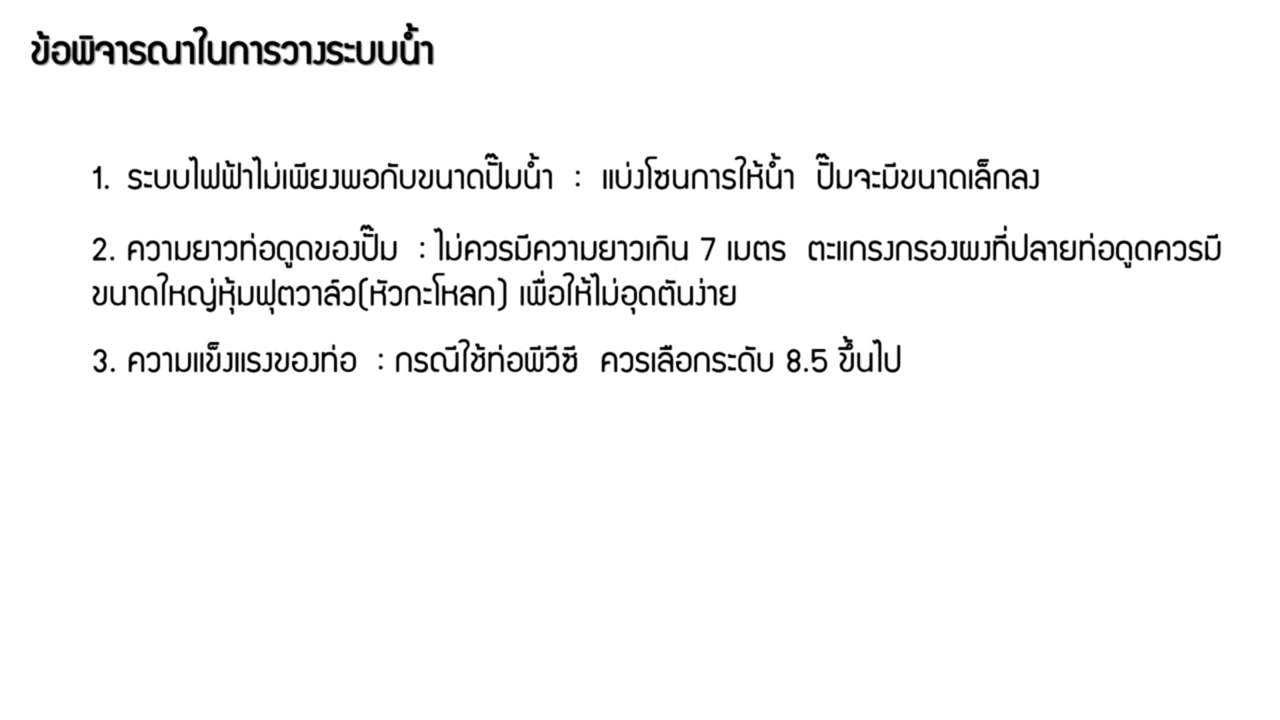 ข้อพิจารณาในการวางระบบน้ำ
1. ระบบไฟฟ้าไม่เพียงพอกับขนาดปั๊มน้ำ : แบ่งโซนการให้น้ำ ปั๊มจะมีขนาดเล็กลง
2. ความยาวท่อดูดของปั๊ม : ไม่ควรมีความยาวเกิน 7 เมตร ตะแกรงกรองผงที่ปลายท่อดูดควรมี
ขนาดใหญ่หุ้มฟุตวาล์ว(หัวกะโหลก) เพื่อให้ไม่อุดตันง่าย
3. ความแข็งแรงของท่อ : กรณีใช้ท่อพีวีซี ควรเลือกระดับ 8.5 ขึ้นไป